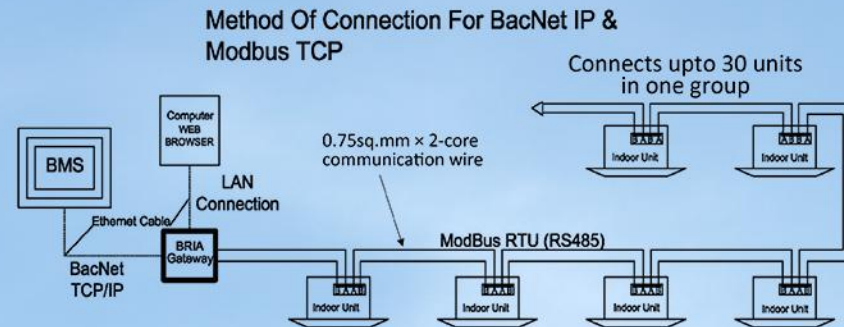 Method Of Connection For BacNet IP &
Modbus TCP
Connects upto 30 units
in one group
Computer
WEB
BROWSER
0.75sq.mm × 2-core
communication wire
BMS
LAN
Connection
Ethernet Cable
BRIA
Gateway
BacNet
TCP/IP
ModBus RTU (RS485)
B A B A
Indoor Unit
A B B A
Indoor Unit
B A A B
Indoor Unit
B A A B
Indoor Unit
B A A B
Indoor Unit
B A A B
Indoor Unit